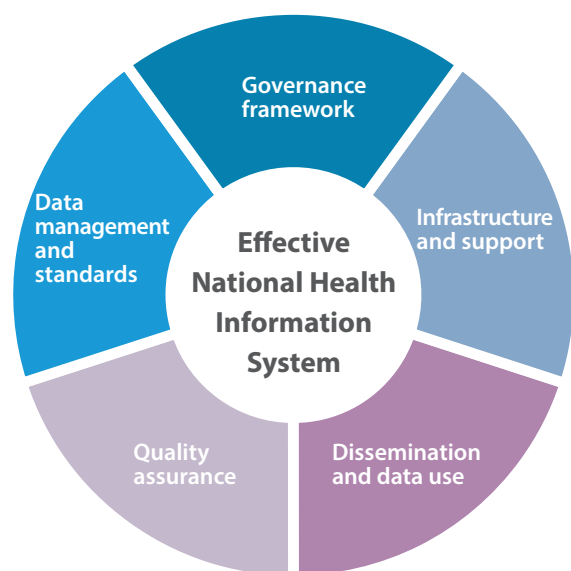 Governance
framework
Infrastructure
and support
Dissemination
and data use
Quality
assurance
Data
management
and
standards
Effective
National Health
Information
System